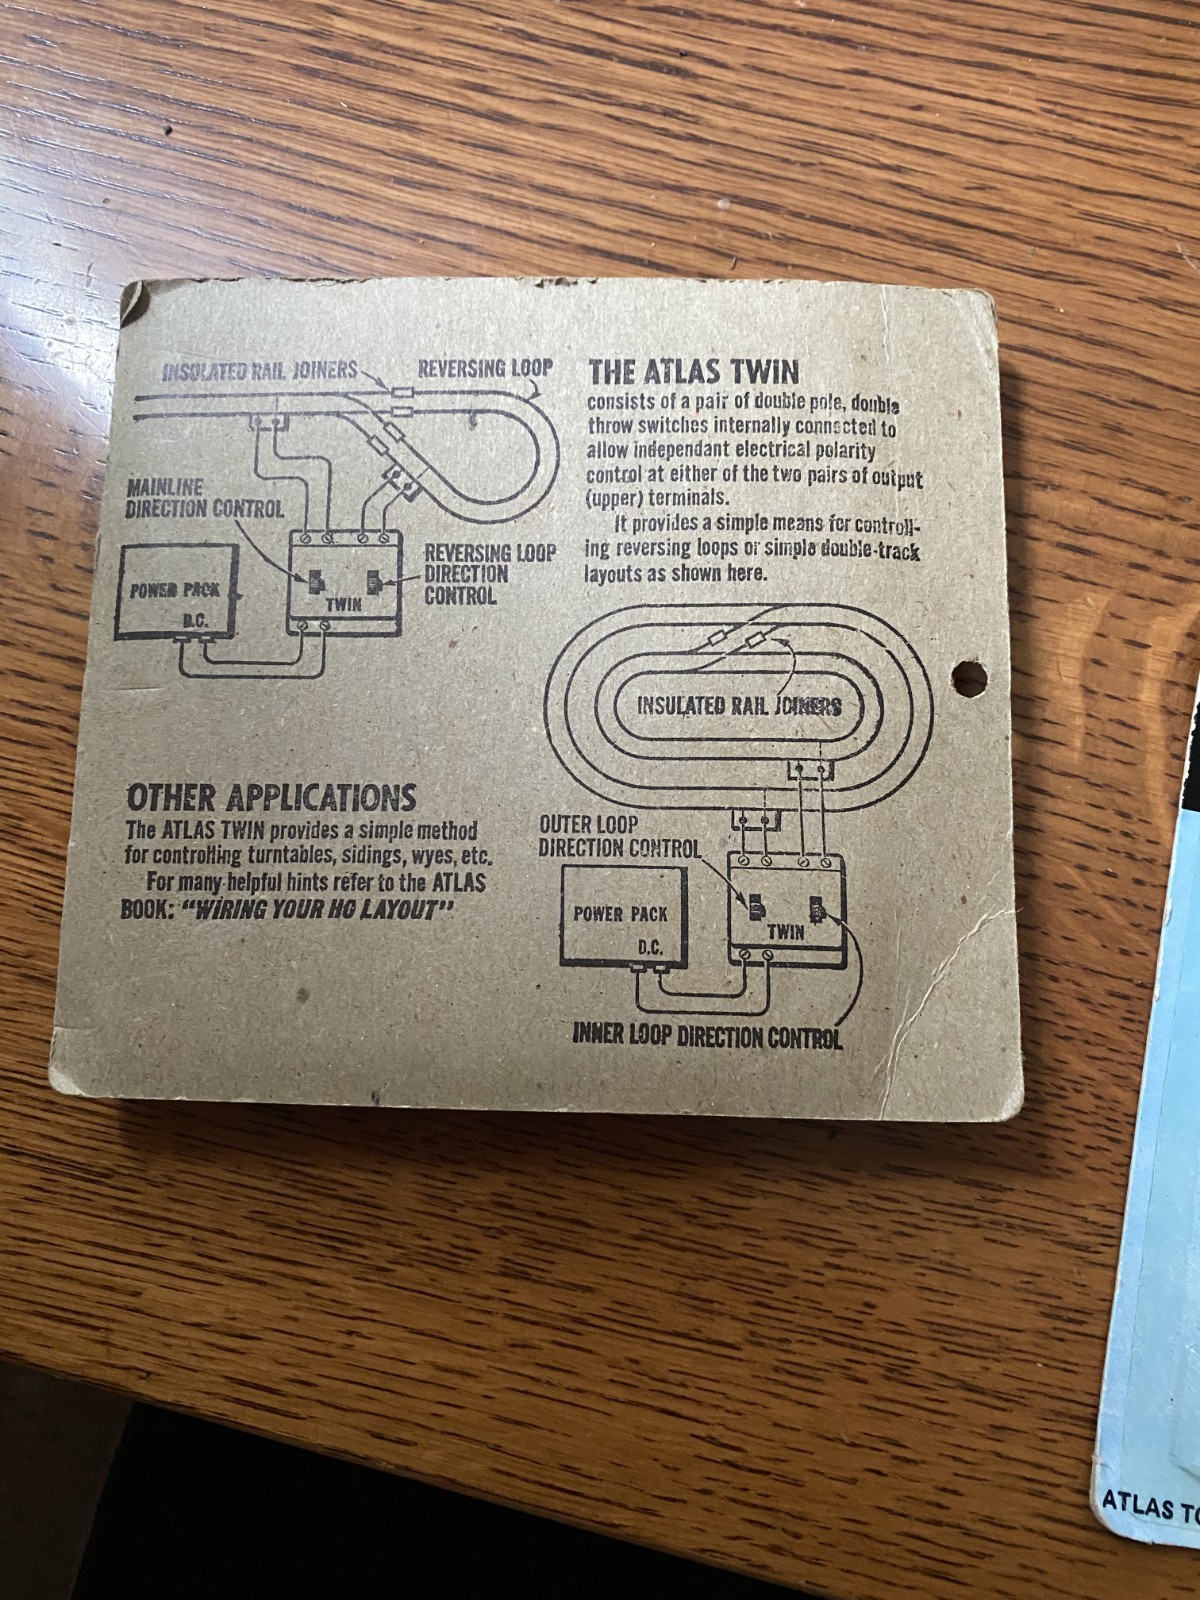 INSULATED RAIL JOINERS
REVERSING LOOP
MAINLINE
DIRECTION CONTROL
POWER PACK
D.C.
TWIN
REVERSING LOOP
DIRECTION
CONTROL
THE ATLAS TWIN
consists of a pair of double pole, double
throw switches internally connected to
allow independant electrical polarity
control at either of the two pairs of output
(upper) terminals.
It provides a simple means for controll-
ing reversing loops or simple double-track
layouts as shown here.
INSULATED RAIL JOINERS
OTHER APPLICATIONS
The ATLAS TWIN provides a simple method
for controlling turntables, sidings, wyes, etc.
For many helpful hints refer to the ATLAS
BOOK: "WIRING YOUR HO LAYOUT"
OUTER LOOP
DIRECTION CONTROL
POWER PACK
D.C.
TWIN
INNER LOOP DIRECTION CONTROL
ATLAS TO